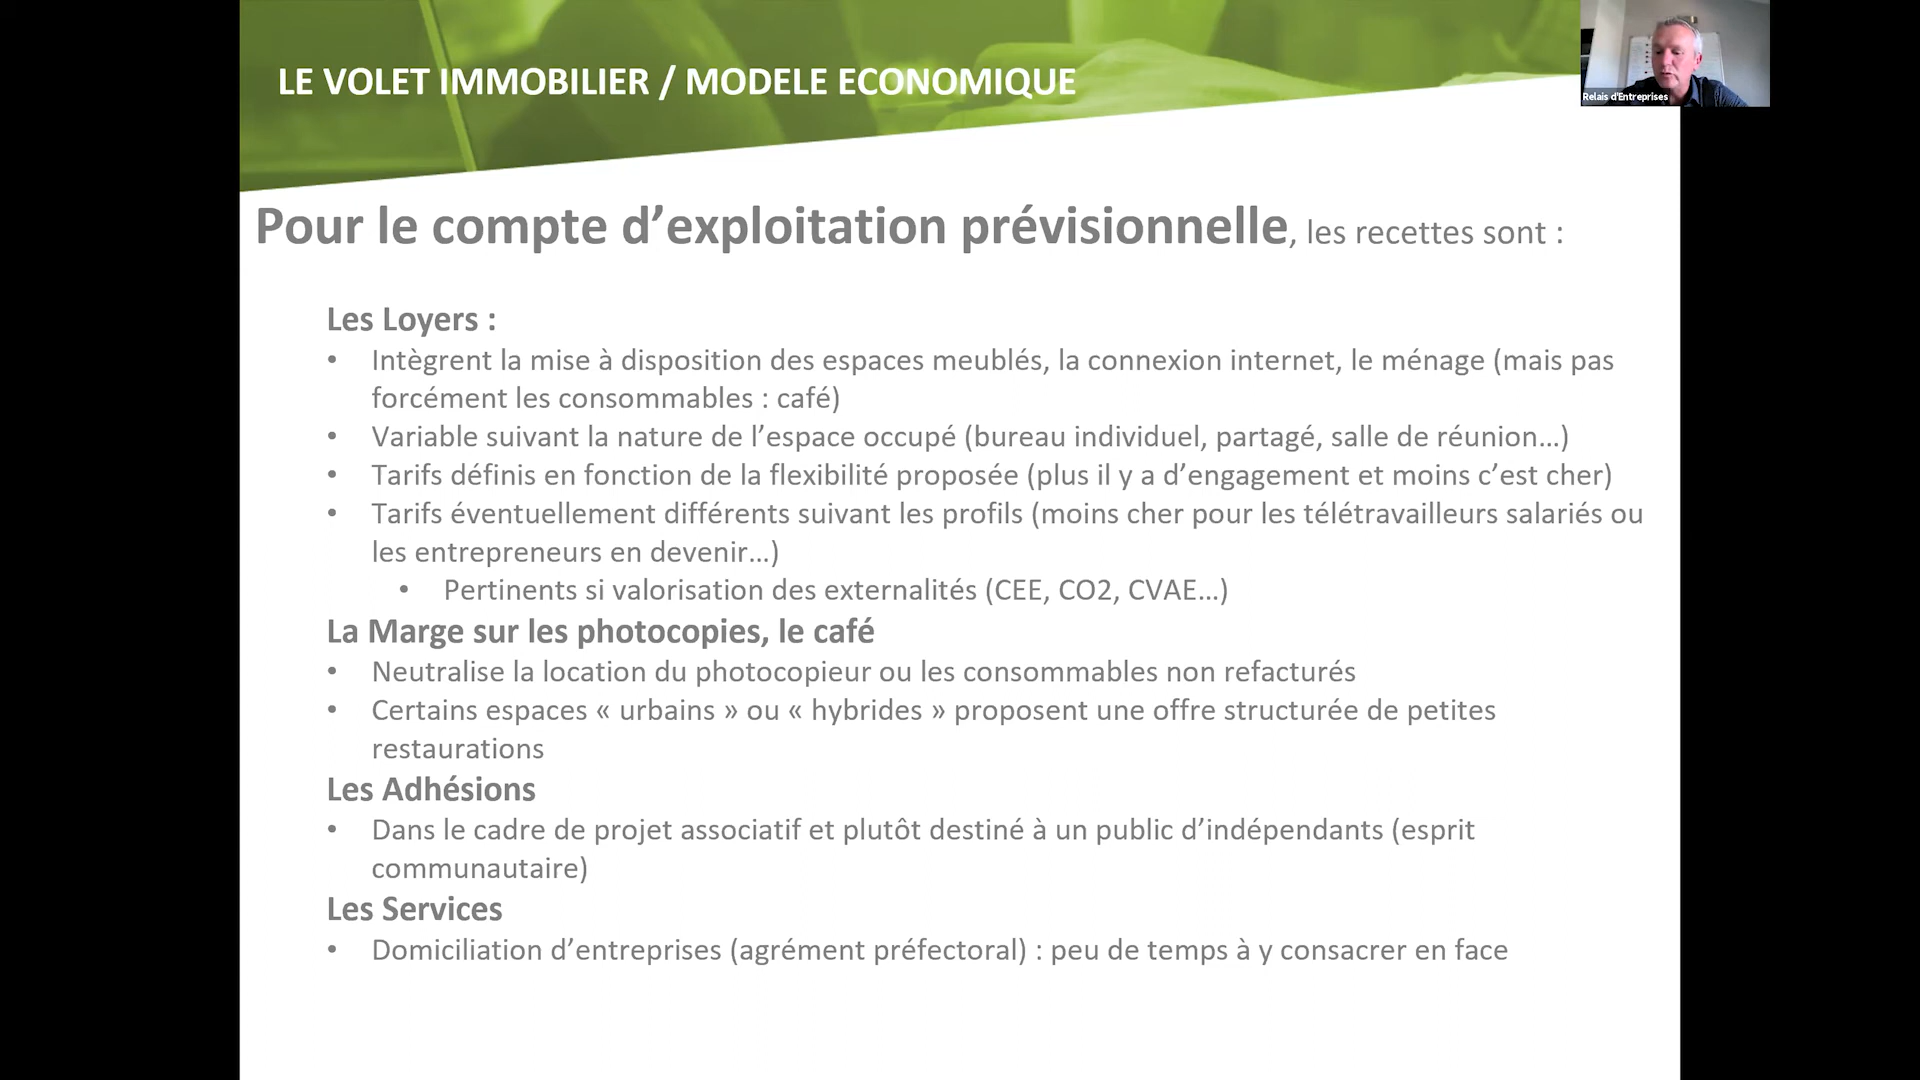 LE VOLET IMMOBILIER / MODELE ECONOMIQUE
Relais d'Entreprises
Pour le compte d’exploitation prévisionnelle, les recettes sont :
Les Loyers :
• Intègrent la mise à disposition des espaces meublés, la connexion internet, le ménage (mais pas
forcément les consommables : café)
• Variable suivant la nature de l’espace occupé (bureau individuel, partagé, salle de réunion…)
• Tarifs définis en fonction de la flexibilité proposée (plus il y a d’engagement et moins c’est cher)
• Tarifs éventuellement différents suivant les profils (moins cher pour les télétravailleurs salariés ou
les entrepreneurs en devenir…)
• Pertinents si valorisation des externalités (CEE, CO2, CVAE…)
La Marge sur les photocopies, le café
• Neutralise la location du photocopieur ou les consommables non refacturés
• Certains espaces « urbains » ou « hybrides » proposent une offre structurée de petites
restaurations
Les Adhésions
• Dans le cadre de projet associatif et plutôt destiné à un public d’indépendants (esprit
communautaire)
Les Services
• Domiciliation d’entreprises (agrément préfectoral) : peu de temps à y consacrer en face